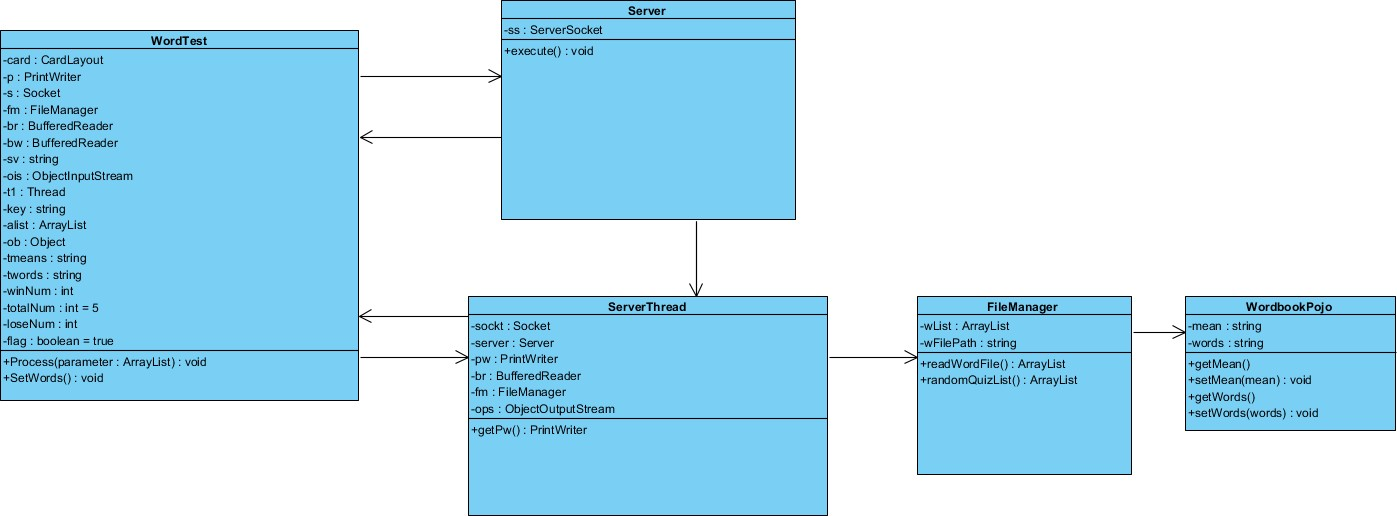 WordTest
-card : CardLayout
-p : PrintWriter
-s : Socket
-fm : FileManager
-br : BufferedReader
-bw : BufferedReader
-sv : string
-ois : ObjectInputStream
-t1 : Thread
-key : string
-alist : ArrayList
-ob : Object
-tmeans : string
-twords : string
-winNum : int
-totalNum : int = 5
-loseNum : int
-flag : boolean = true
+Process(parameter : ArrayList) : void
+SetWords() : void
Server
-ss : ServerSocket
+execute() : void
ServerThread
-sockt : Socket
-server : Server
-pw : PrintWriter
-br : BufferedReader
-fm : FileManager
-ops : ObjectOutputStream
+getPw() : PrintWriter
FileManager
-wList : ArrayList
-wFilePath : string
+readWordFile() : ArrayList
+randomQuizList() : ArrayList
WordbookPojo
-mean : string
-words : string
+getMean()
+setMean(mean) : void
+getWords()
+setWords(words) : void